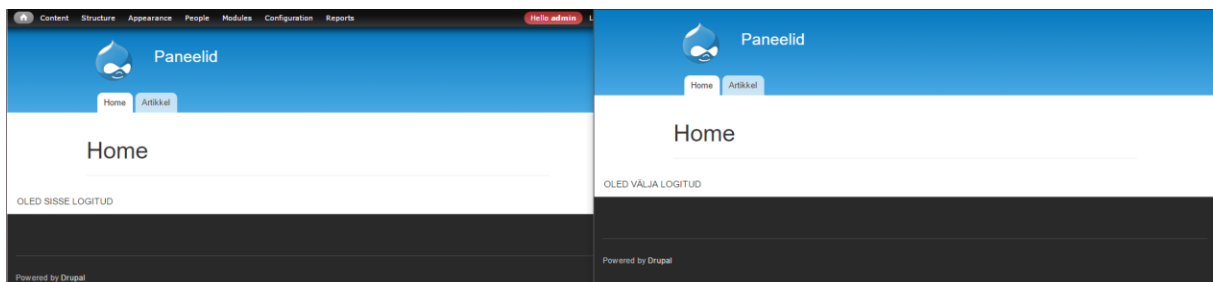 Content Structure Appearance People Modules Configuration Reports Hello admin
Paneelid
Home Artikkel
Home
OLED SISSE LOGITUD
Powered by Drupal
Paneelid
Home Artikkel
Home
OLED VÄLJA LOGITUD
Powered by Drupal